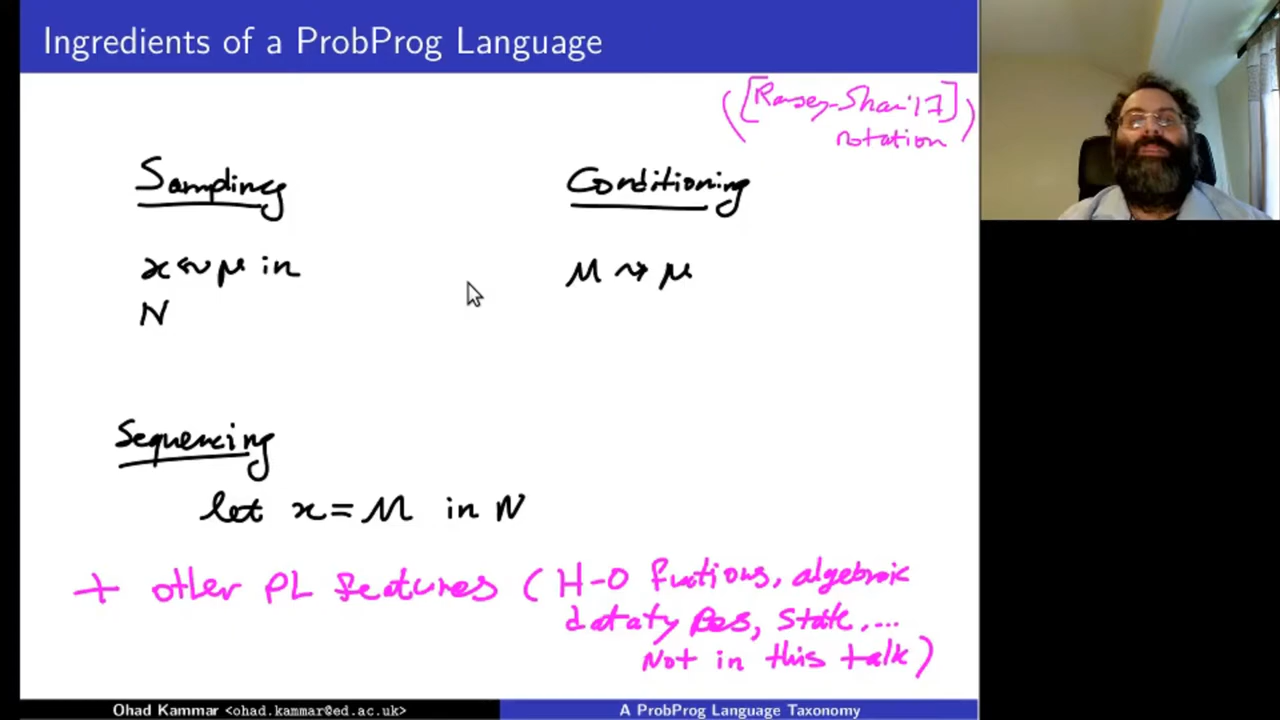 Ingredients of a ProbProg Language
([Ramsey-Shan'17] notation)
Sampling
x ↜ μ in
N
Conditioning
M ⇝ μ
Sequencing
let x = M in N
+ other PL features (H-O functions, algebraic
datatypes, state, ...
Not in this talk)
Ohad Kammar <ohad.kammar@ed.ac.uk>
A ProbProg Language Taxonomy